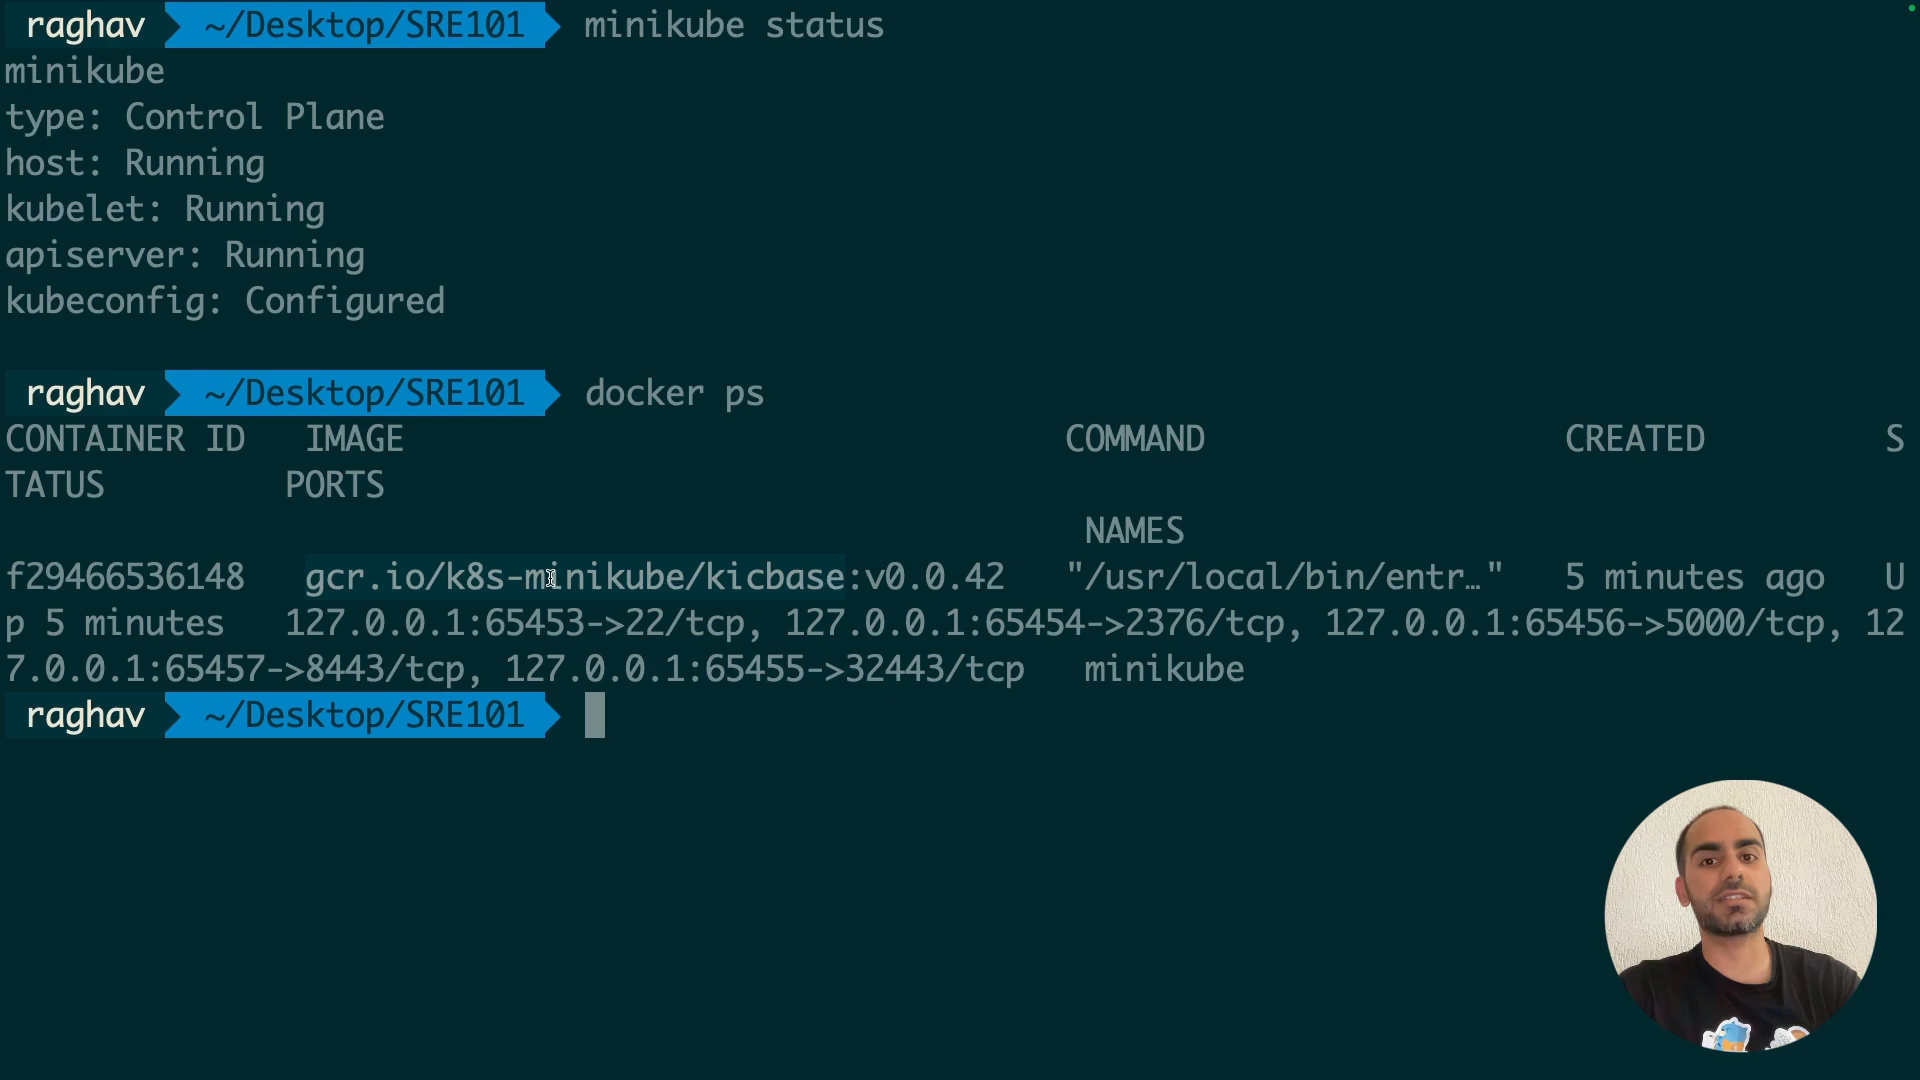 raghav ~/Desktop/SRE101 minikube status
minikube
type: Control Plane
host: Running
kubelet: Running
apiserver: Running
kubeconfig: Configured
raghav ~/Desktop/SRE101 docker ps
CONTAINER ID IMAGE COMMAND CREATED S
TATUS PORTS
NAMES
f29466536148 gcr.io/k8s-minikube/kicbase:v0.0.42 "/usr/local/bin/entr…" 5 minutes ago U
p 5 minutes 127.0.0.1:65453->22/tcp, 127.0.0.1:65454->2376/tcp, 127.0.0.1:65456->5000/tcp, 12
7.0.0.1:65457->8443/tcp, 127.0.0.1:65455->32443/tcp minikube
raghav ~/Desktop/SRE101